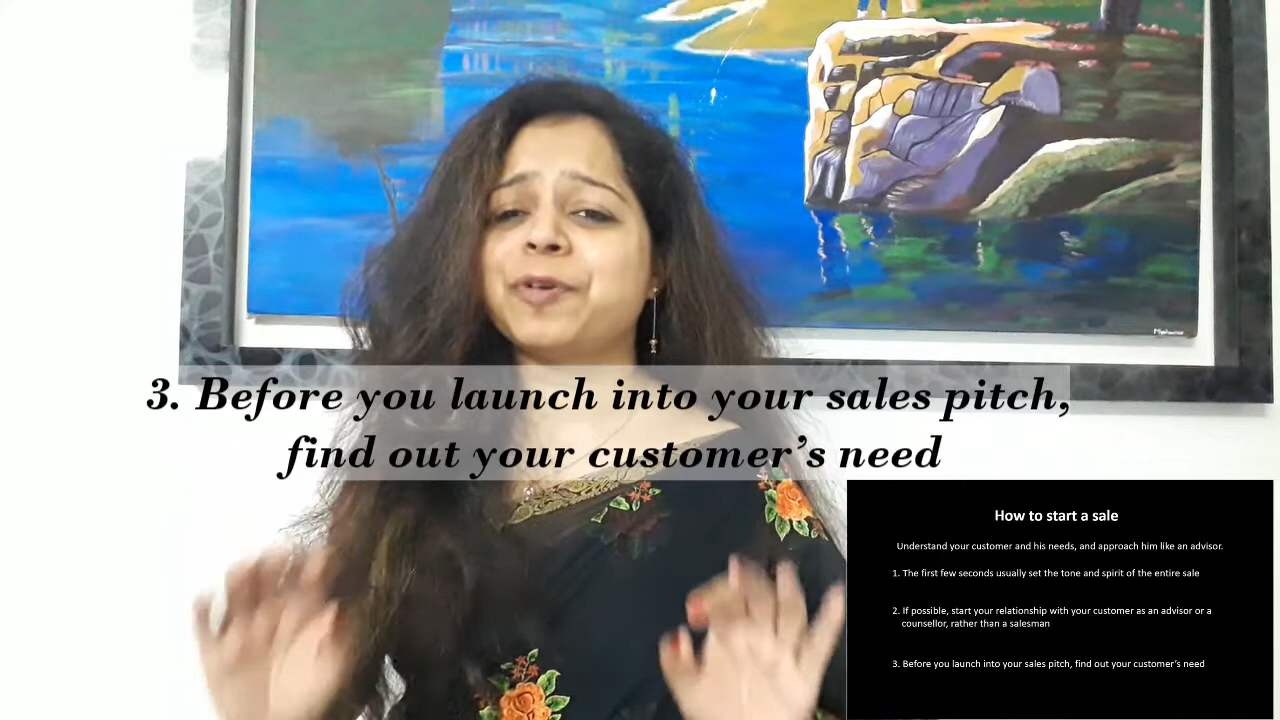 3. Before you launch into your sales pitch,
find out your customer’s need
How to start a sale
Understand your customer and his needs, and approach him like an advisor.
1. The first few seconds usually set the tone and spirit of the entire sale
2. If possible, start your relationship with your customer as an advisor or a
counsellor, rather than a salesman
3. Before you launch into your sales pitch, find out your customer’s need